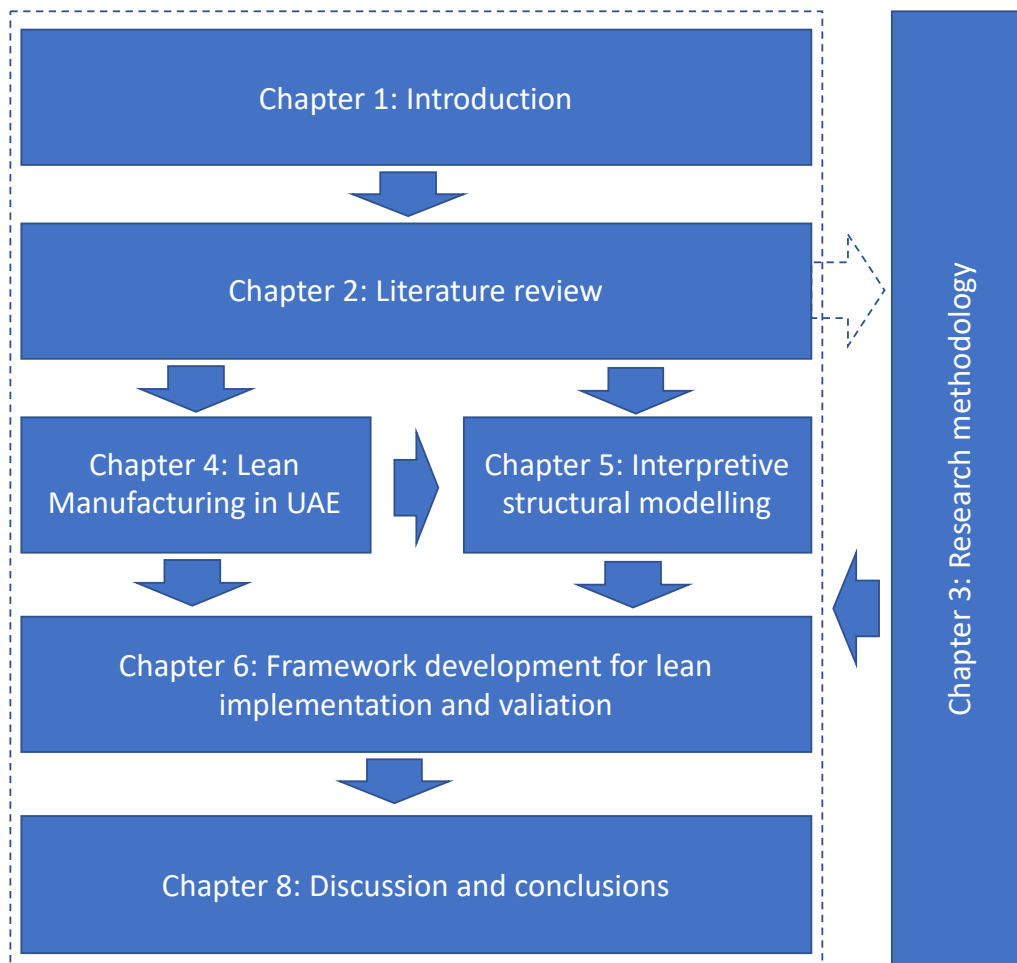 Chapter 1: Introduction
Chapter 2: Literature review
Chapter 3: Research methodology
Chapter 4: Lean
Manufacturing in UAE
Chapter 5: Interpretive
structural modelling
Chapter 6: Framework development for lean
implementation and valiation
Chapter 8: Discussion and conclusions